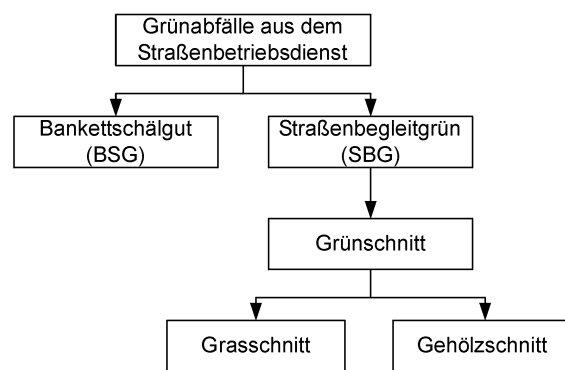 Grünabfälle aus dem
Straßenbetriebsdienst
Bankettschälgut
(BSG)
Straßenbegleitgrün
(SBG)
Grünschnitt
Grasschnitt
Gehölzschnitt